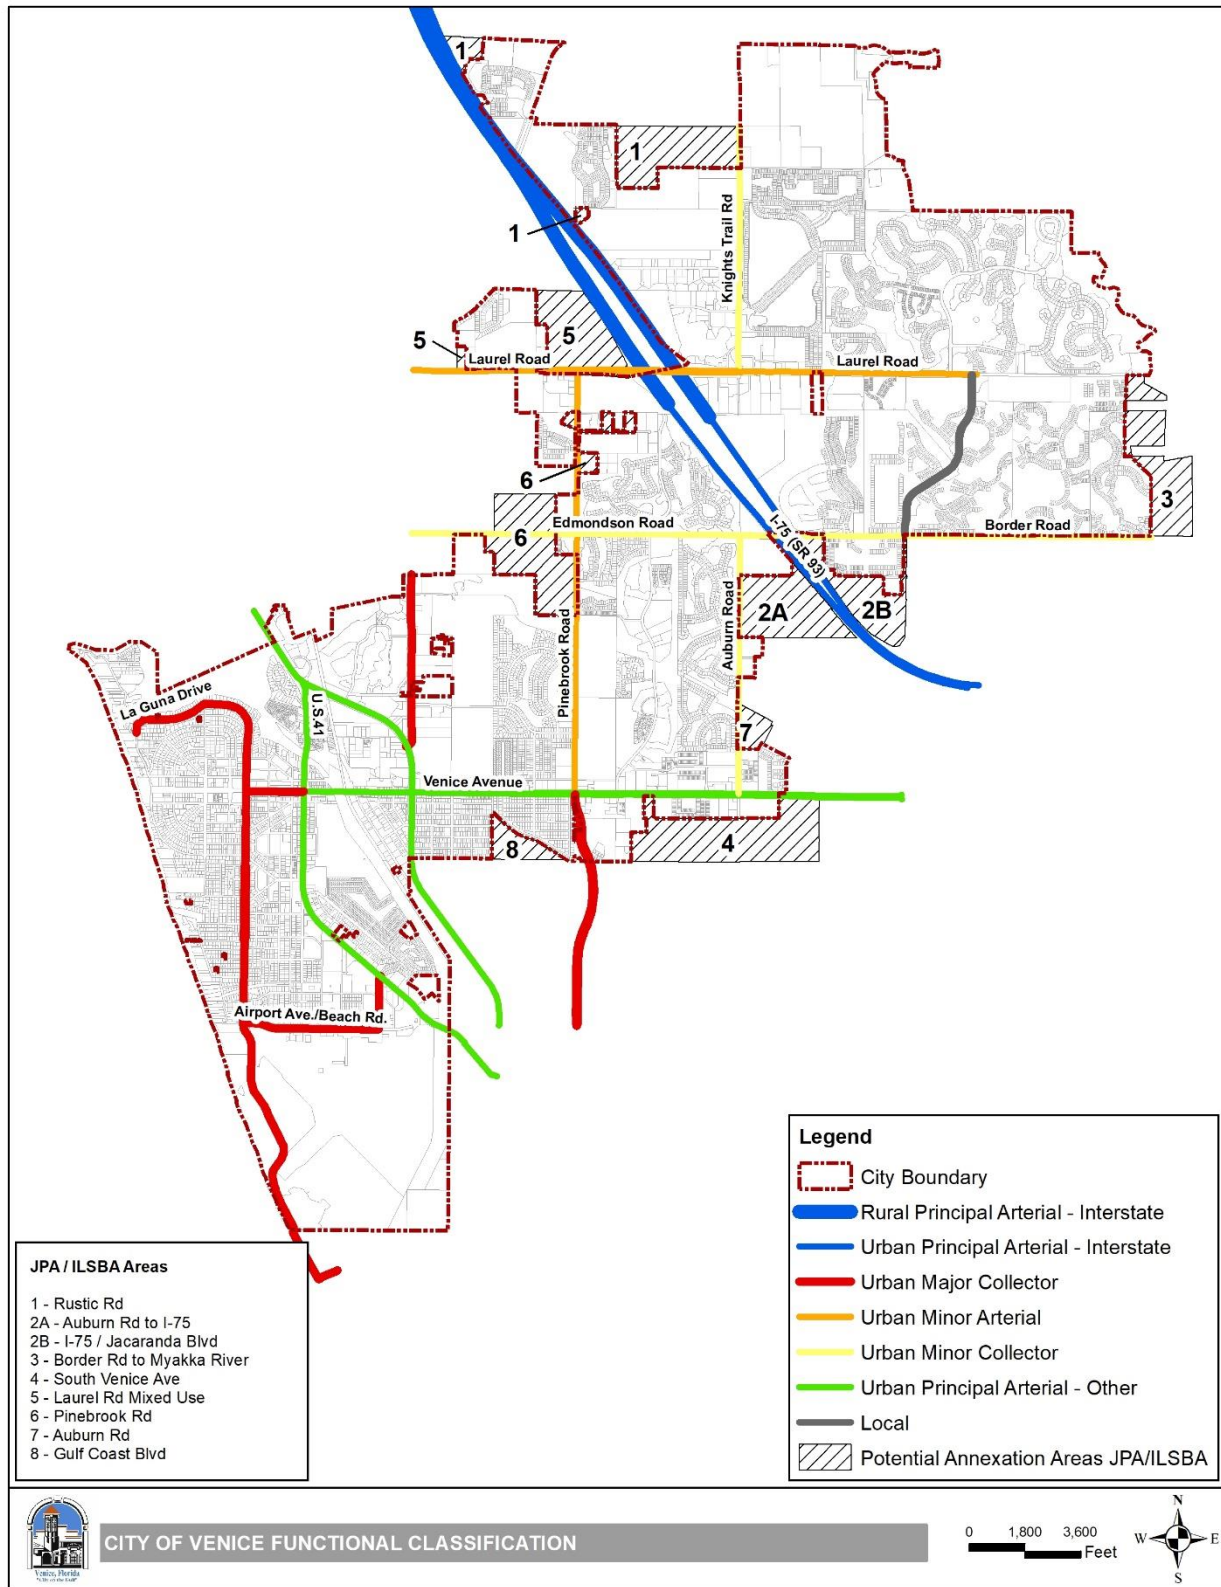 1
1
1
Knights Trail Rd
5
5
Laurel Road
Laurel Road
6
3
Edmondson Road
I-75 (SR 93)
Border Road
6
2A
2B
Auburn Road
Pinebrook Road
La Guna Drive
U.S.41
7
Venice Avenue
8
4
Airport Ave./Beach Rd.
Legend
City Boundary
Rural Principal Arterial - Interstate
Urban Principal Arterial - Interstate
Urban Major Collector
Urban Minor Arterial
Urban Minor Collector
Urban Principal Arterial - Other
Local
Potential Annexation Areas JPA/ILSBA
JPA / ILSBA Areas
1 - Rustic Rd
2A - Auburn Rd to I-75
2B - I-75 / Jacaranda Blvd
3 - Border Rd to Myakka River
4 - South Venice Ave
5 - Laurel Rd Mixed Use
6 - Pinebrook Rd
7 - Auburn Rd
8 - Gulf Coast Blvd
Venice, Florida
CITY OF VENICE FUNCTIONAL CLASSIFICATION
0 1,800 3,600
Feet
N
W E
S